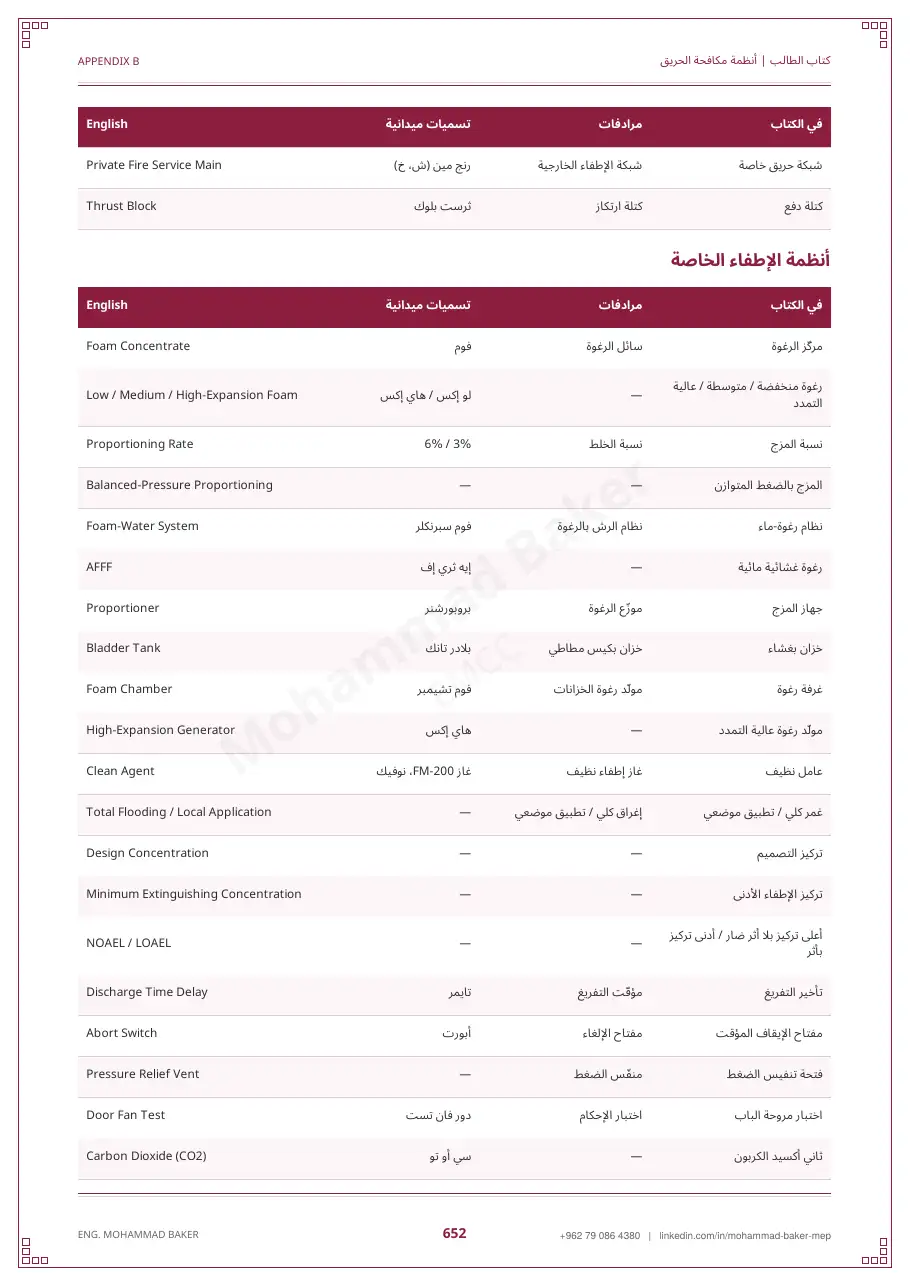 كتاب الطالب | أنظمة مكافحة الحريق APPENDIX B
في الكتاب مرادفات تسميات ميدانية English
شبكة حريق خاصة شبكة الإطفاء الخارجية رنج مين (ش، خ) Private Fire Service Main
كتلة دفع كتلة ارتكاز ثرست بلوك Thrust Block
أنظمة الإطفاء الخاصة
في الكتاب مرادفات تسميات ميدانية English
مركّز الرغوة سائل الرغوة فوم Foam Concentrate
رغوة منخفضة / متوسطة / عالية
التمدد — لو إكس / هاي إكس Low / Medium / High-Expansion Foam
نسبة المزج نسبة الخلط 6% / 3% Proportioning Rate
المزج بالضغط المتوازن — — Balanced-Pressure Proportioning
نظام رغوة-ماء نظام الرش بالرغوة فوم سبرنكلر Foam-Water System
رغوة غشائية مائية — إيه ثري إف AFFF
جهاز المزج موزّع الرغوة بروبورشنر Proportioner
خزان بغشاء خزان بكيس مطاطي بلادر تانك Bladder Tank
غرفة رغوة مولّد رغوة الخزانات فوم تشيمبر Foam Chamber
مولّد رغوة عالية التمدد — هاي إكس High-Expansion Generator
عامل نظيف غاز إطفاء نظيف غاز FM-200، نوفيك Clean Agent
غمر كلي / تطبيق موضعي إغراق كلي / تطبيق موضعي — Total Flooding / Local Application
تركيز التصميم — — Design Concentration
تركيز الإطفاء الأدنى — — Minimum Extinguishing Concentration
أعلى تركيز بلا أثر ضار / أدنى تركيز
بأثر — — NOAEL / LOAEL
تأخير التفريغ مؤقّت التفريغ تايمر Discharge Time Delay
مفتاح الإيقاف المؤقت مفتاح الإلغاء أبورت Abort Switch
فتحة تنفيس الضغط منفّس الضغط — Pressure Relief Vent
اختبار مروحة الباب اختبار الإحكام دور فان تست Door Fan Test
ثاني أكسيد الكربون — سي أو تو Carbon Dioxide (CO2)
Mohammad Baker
ENG. MOHAMMAD BAKER 652 +962 79 086 4380 | linkedin.com/in/mohammad-baker-mep